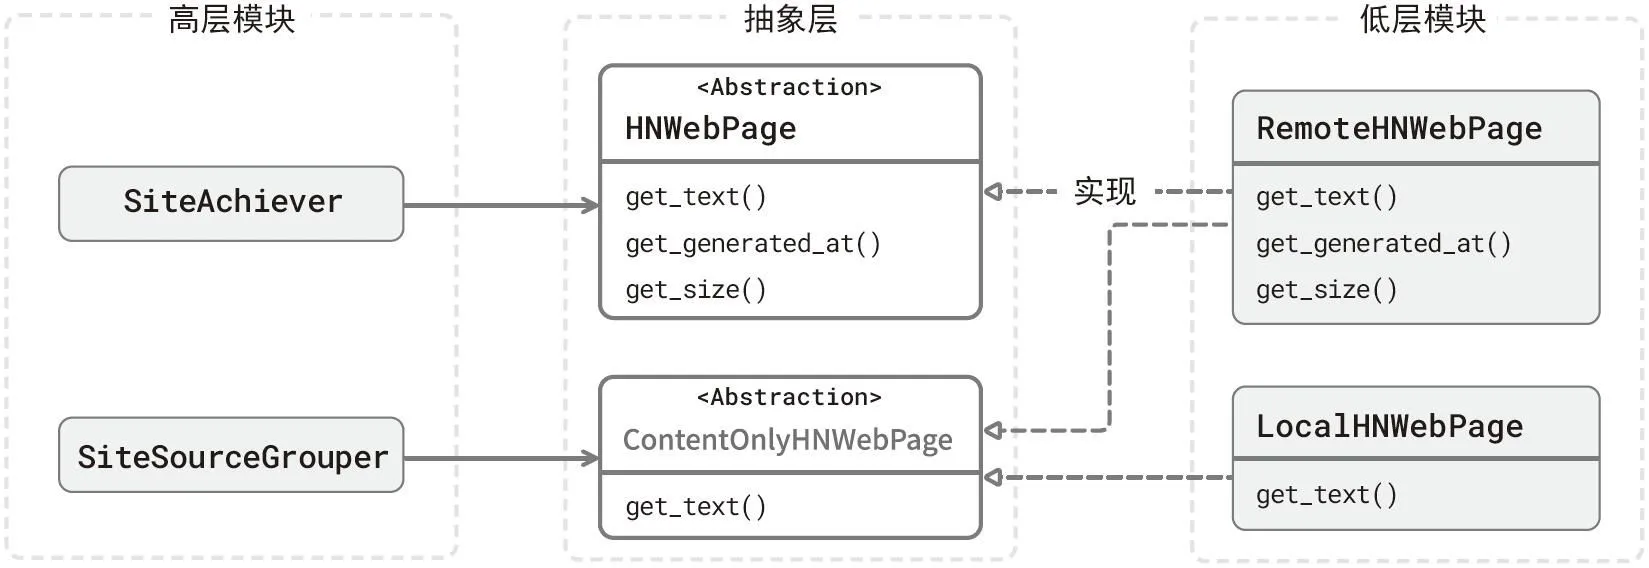 高层模块
抽象层
低层模块
SiteAchiever
SiteSourceGrouper
<Abstraction>
HNWebPage
get_text()
get_generated_at()
get_size()
<Abstraction>
ContentOnlyHNWebPage
get_text()
实现
RemoteHNWebPage
get_text()
get_generated_at()
get_size()
LocalHNWebPage
get_text()